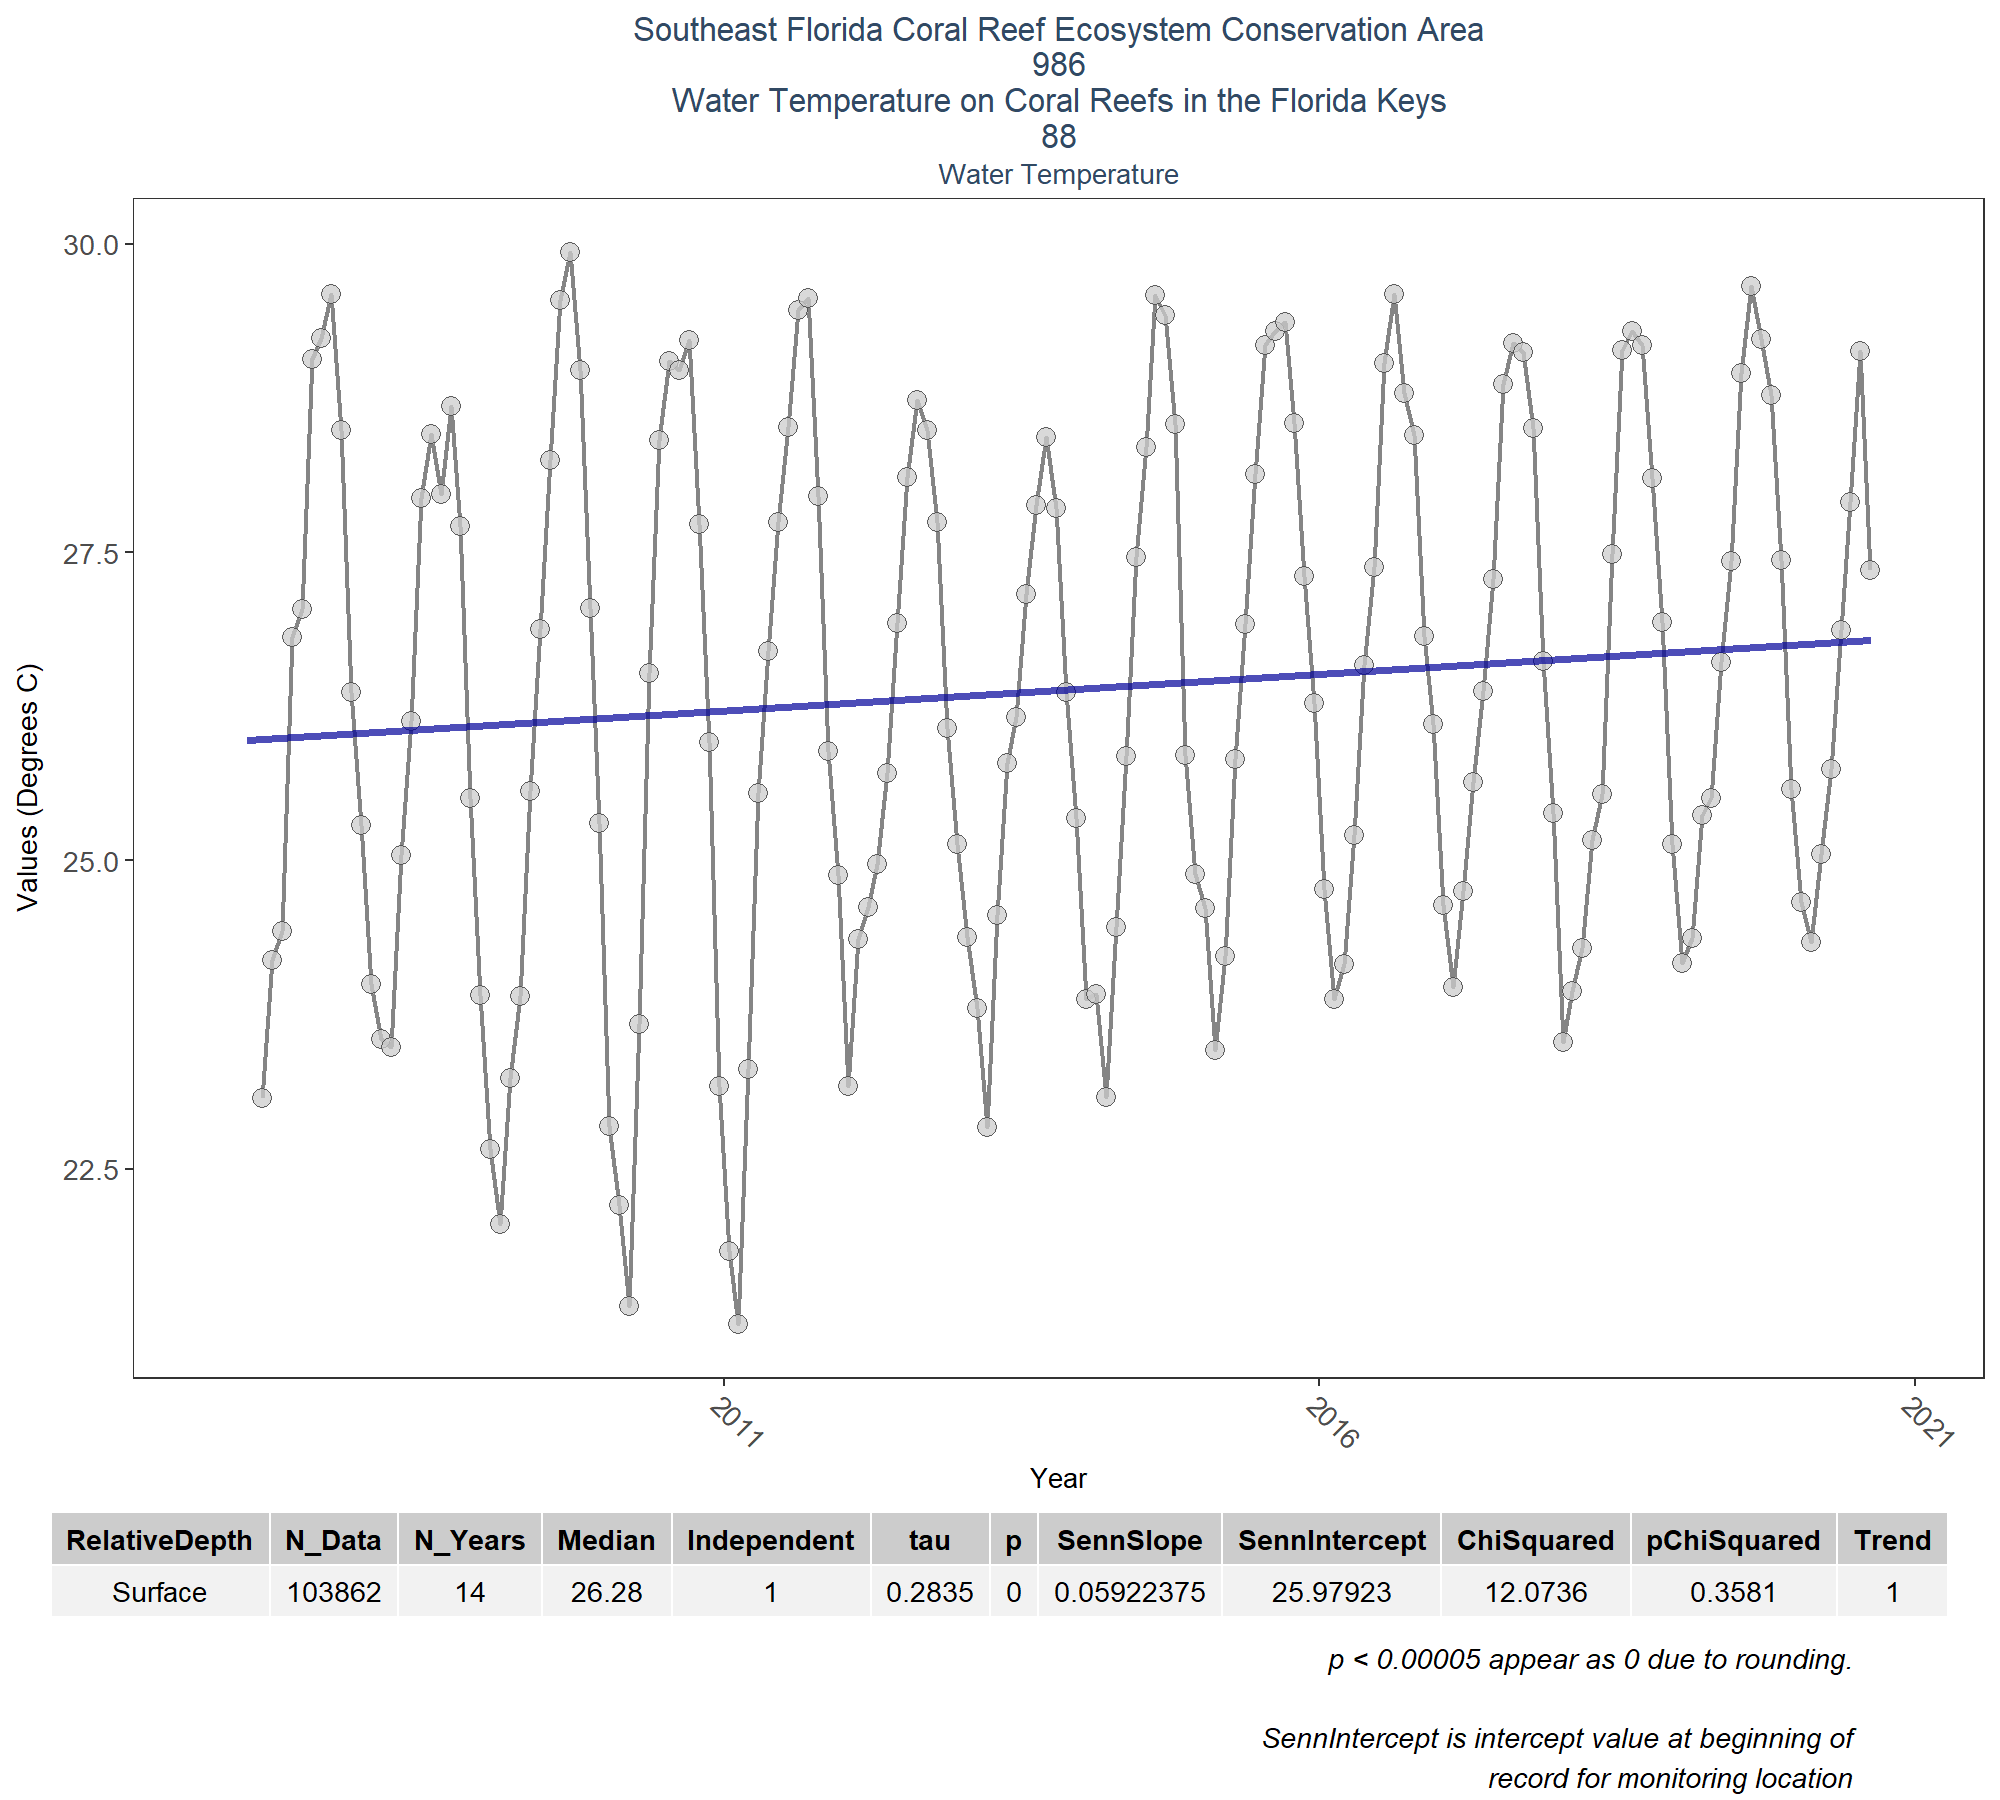 Southeast Florida Coral Reef Ecosystem Conservation Area
986
Water Temperature on Coral Reefs in the Florida Keys
88
Water Temperature
30.0
27.5
25.0
22.5
Values (Degrees C)
2011
2016
2021
Year
RelativeDepth N_Data N_Years Median Independent tau p SennSlope SennIntercept ChiSquared pChiSquared Trend
Surface 103862 14 26.28 1 0.2835 0 0.05922375 25.97923 12.0736 0.3581 1
p < 0.00005 appear as 0 due to rounding.
SennIntercept is intercept value at beginning of
record for monitoring location